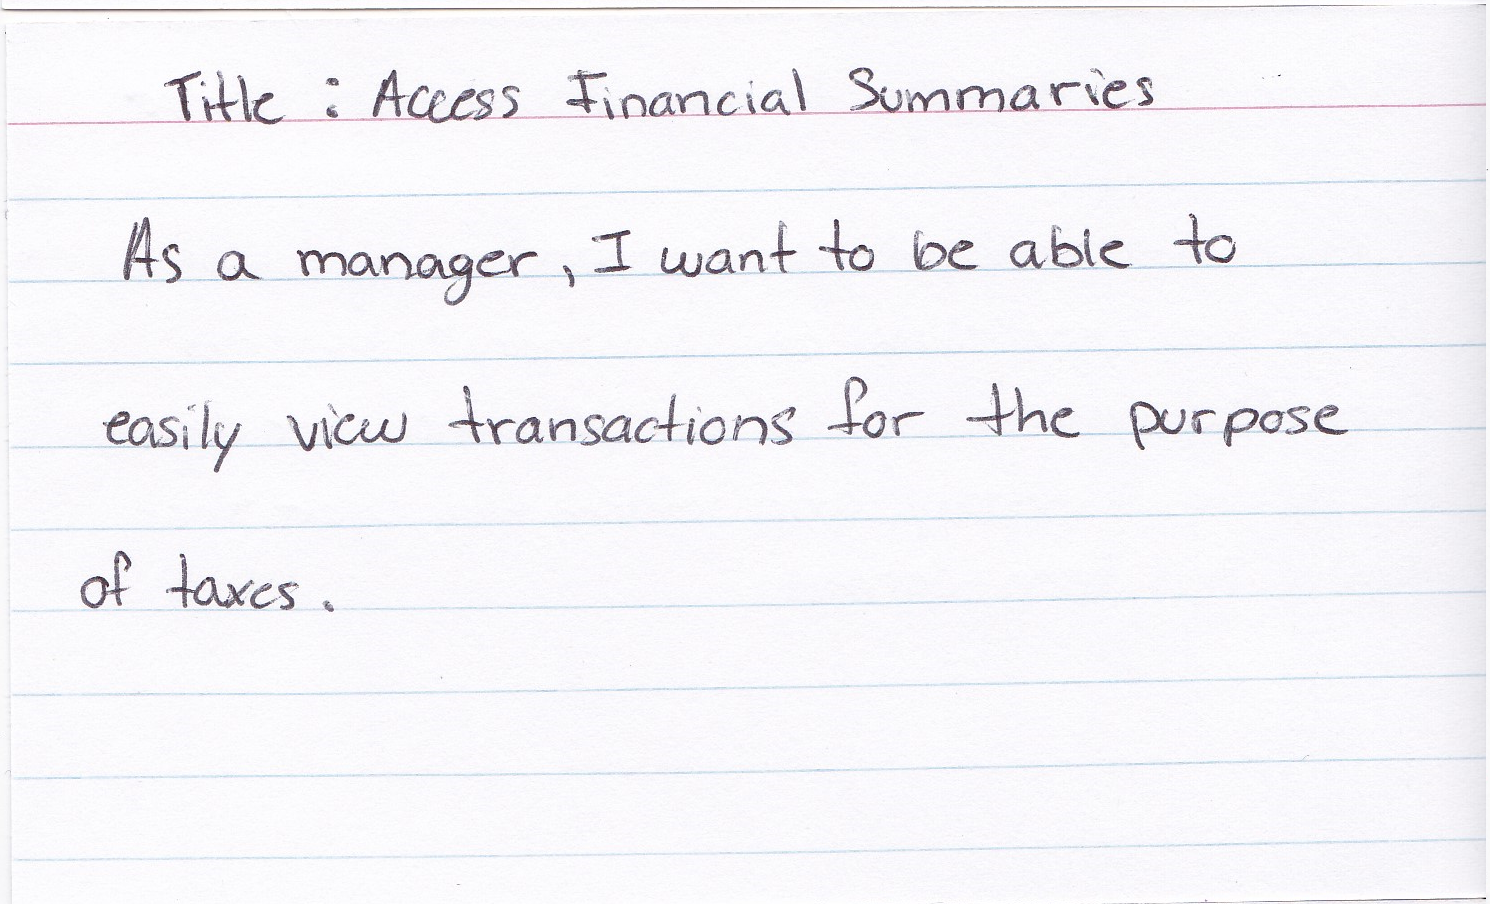 Title : Access Financial Summaries
As a manager, I want to be able to
easily view transactions for the purpose
of taxes.